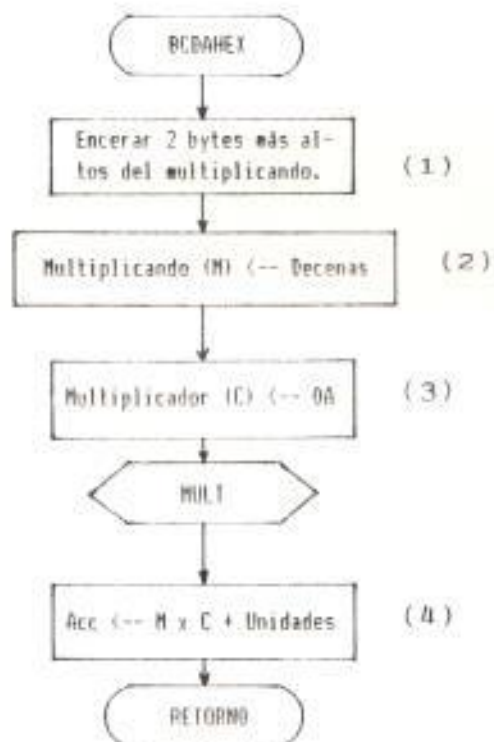 BCDAHEX
Encerar 2 bytes más al-
tos del multiplicando.
(1)
Multiplicando (M) <-- Decenas
(2)
Multiplicador (C) <-- 0A
(3)
MULT
Acc <-- M x C + Unidades
(4)
RETORNO